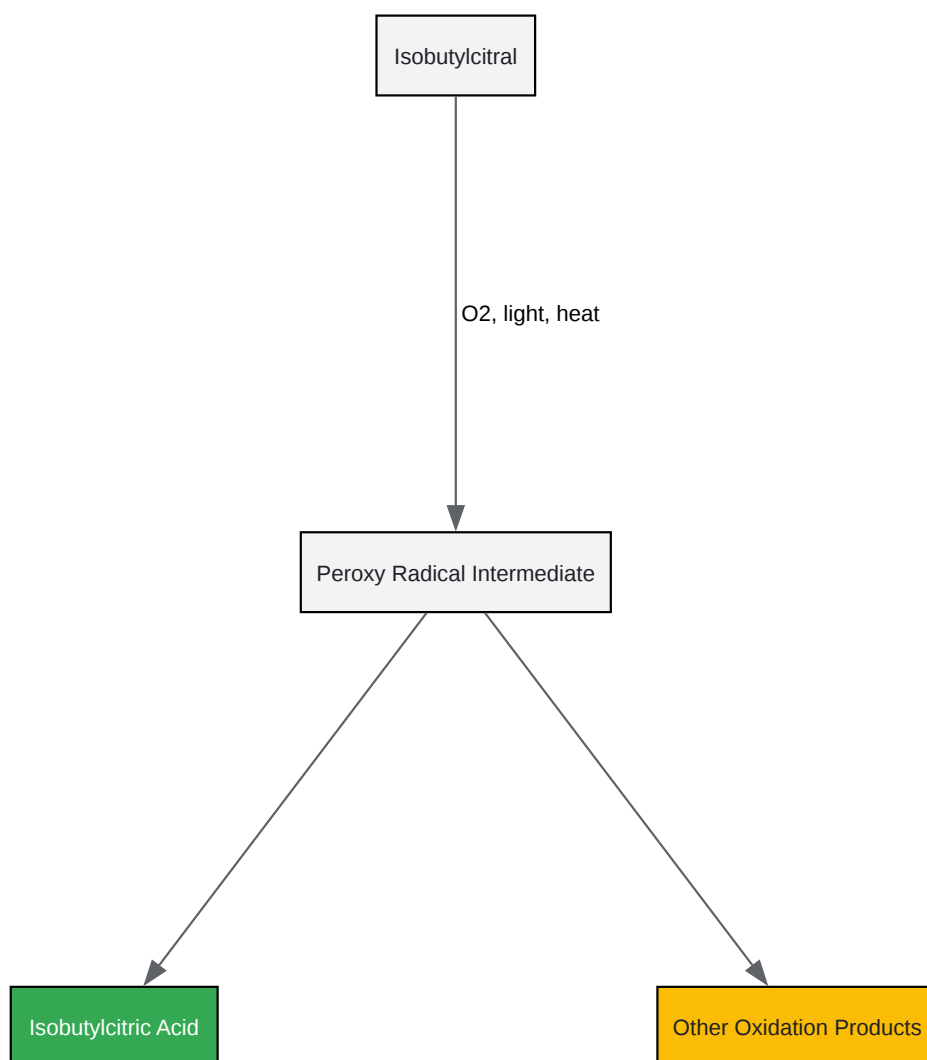 Isobutylcitral
O2, light, heat
Peroxy Radical Intermediate
Isobutylcitric Acid
Other Oxidation Products